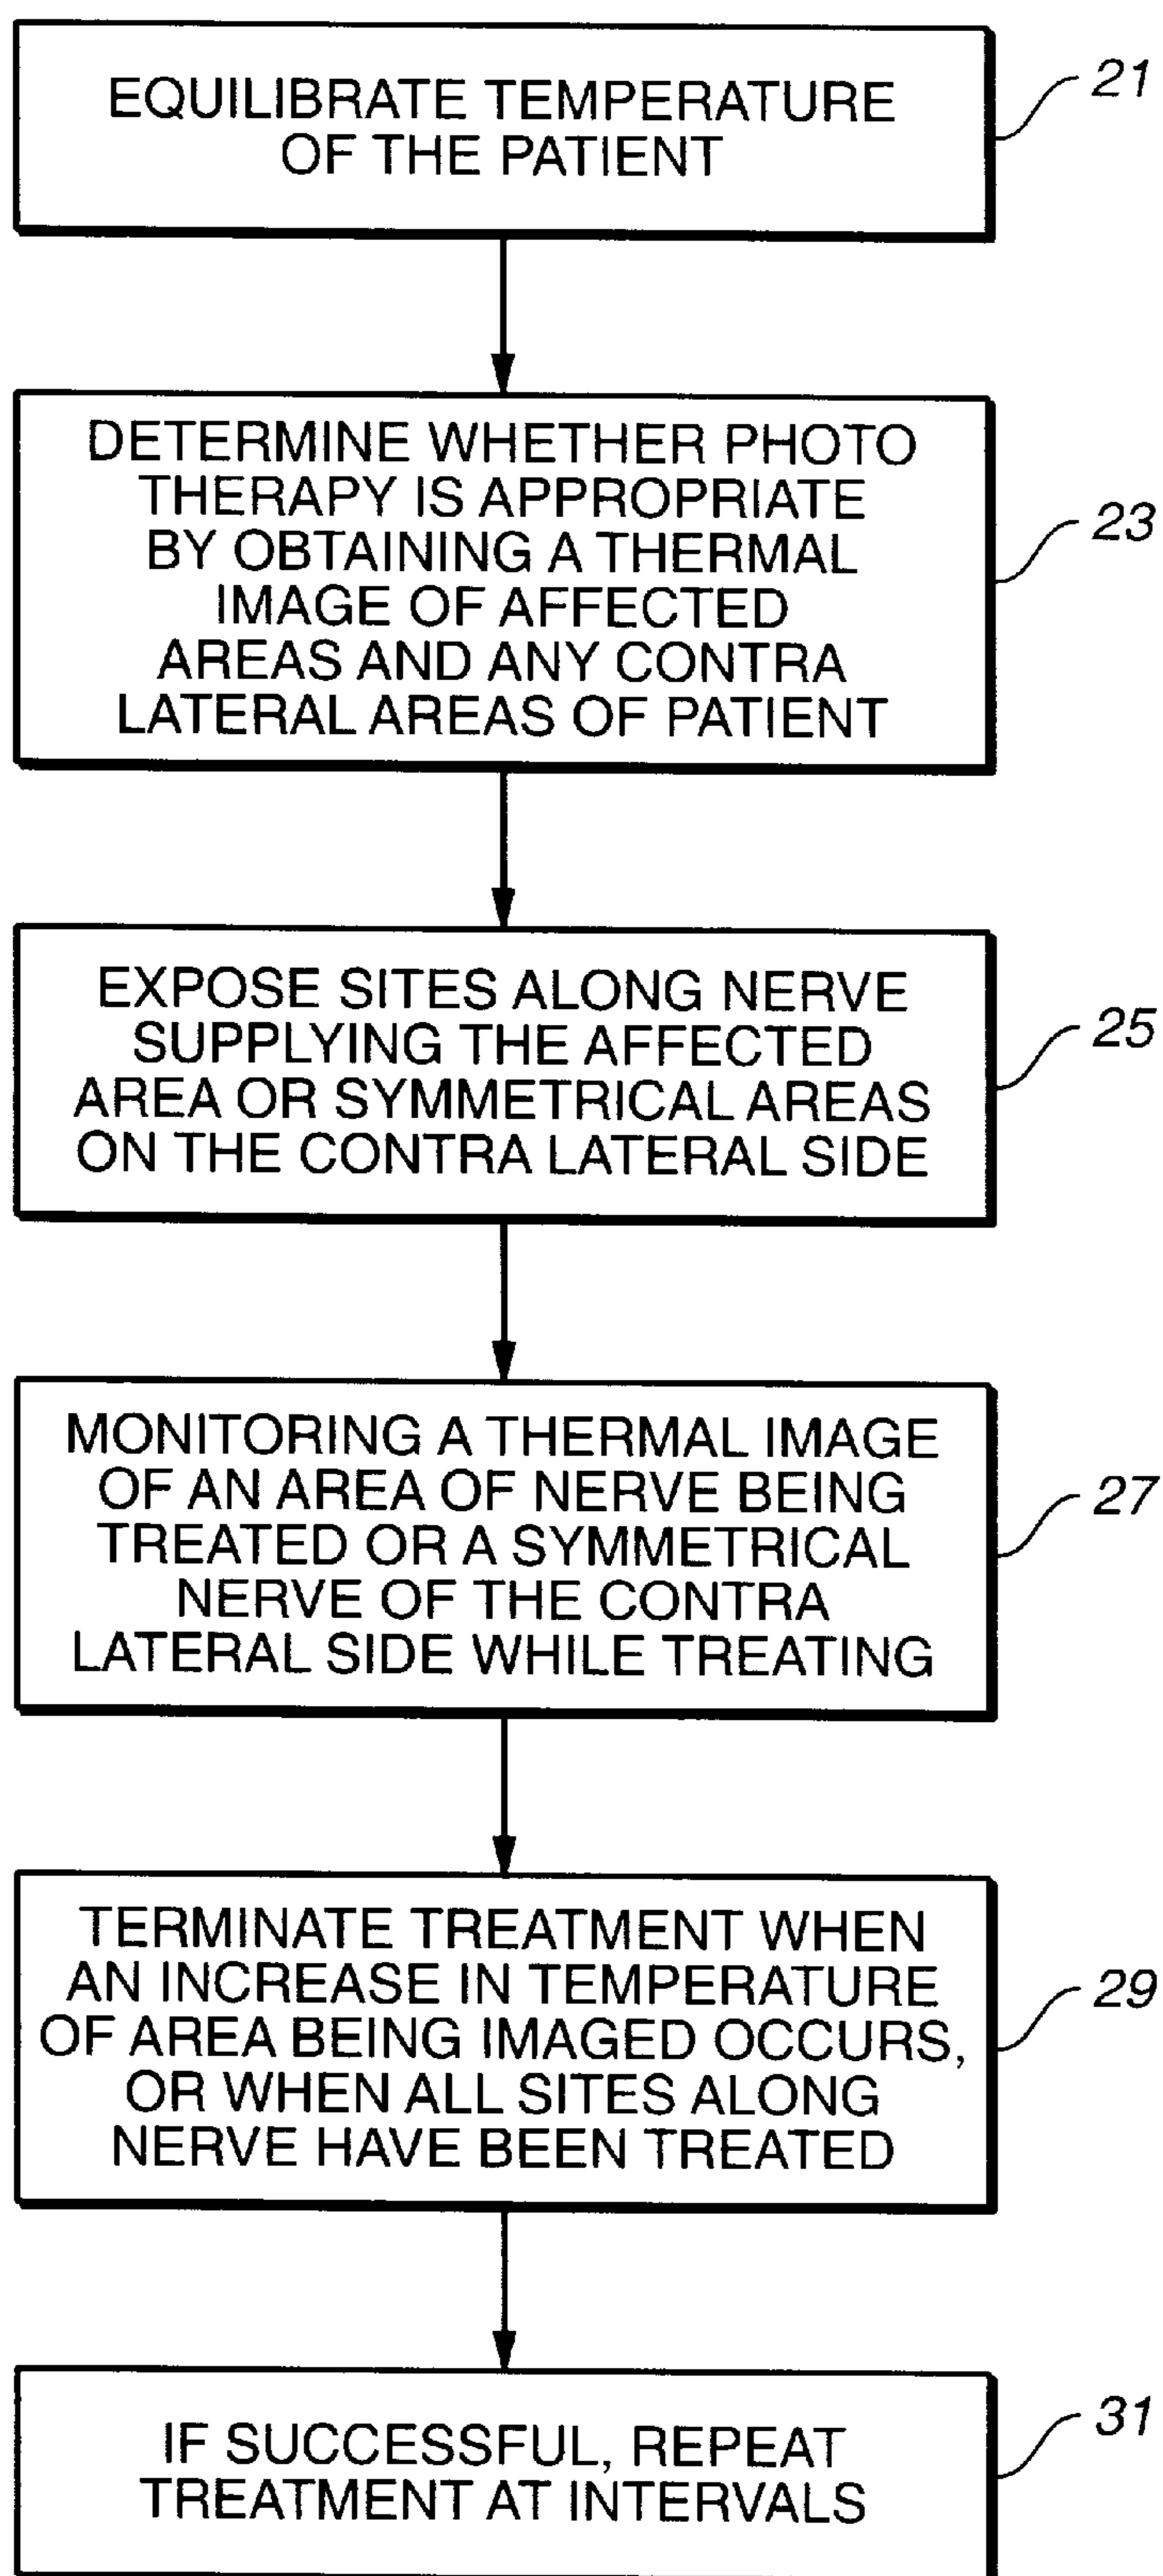 EQUILIBRATE TEMPERATURE
OF THE PATIENT
21
DETERMINE WHETHER PHOTO
THERAPY IS APPROPRIATE
BY OBTAINING A THERMAL
IMAGE OF AFFECTED
AREAS AND ANY CONTRA
LATERAL AREAS OF PATIENT
23
EXPOSE SITES ALONG NERVE
SUPPLYING THE AFFECTED
AREA OR SYMMETRICAL AREAS
ON THE CONTRA LATERAL SIDE
25
MONITORING A THERMAL IMAGE
OF AN AREA OF NERVE BEING
TREATED OR A SYMMETRICAL
NERVE OF THE CONTRA
LATERAL SIDE WHILE TREATING
27
TERMINATE TREATMENT WHEN
AN INCREASE IN TEMPERATURE
OF AREA BEING IMAGED OCCURS,
OR WHEN ALL SITES ALONG
NERVE HAVE BEEN TREATED
29
IF SUCCESSFUL, REPEAT
TREATMENT AT INTERVALS
31